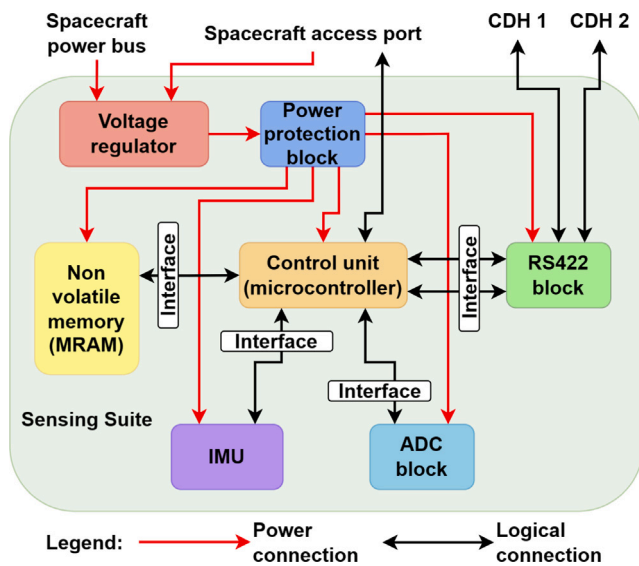 Spacecraft
power bus
Spacecraft access port
CDH 1
CDH 2
Voltage
regulator
Power
protection
block
Non
volatile
memory
(MRAM)
Interface
Control unit
(microcontroller)
Interface
RS422
block
Interface
Interface
Sensing Suite
IMU
ADC
block
Legend:
Power
connection
Logical
connection